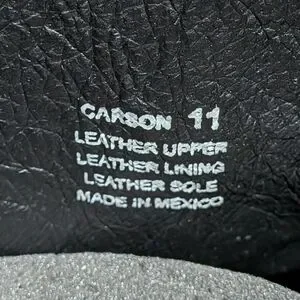 CARSON 11
LEATHER UPPER
LEATHER LINING
LEATHER SOLE
MADE IN MEXICO